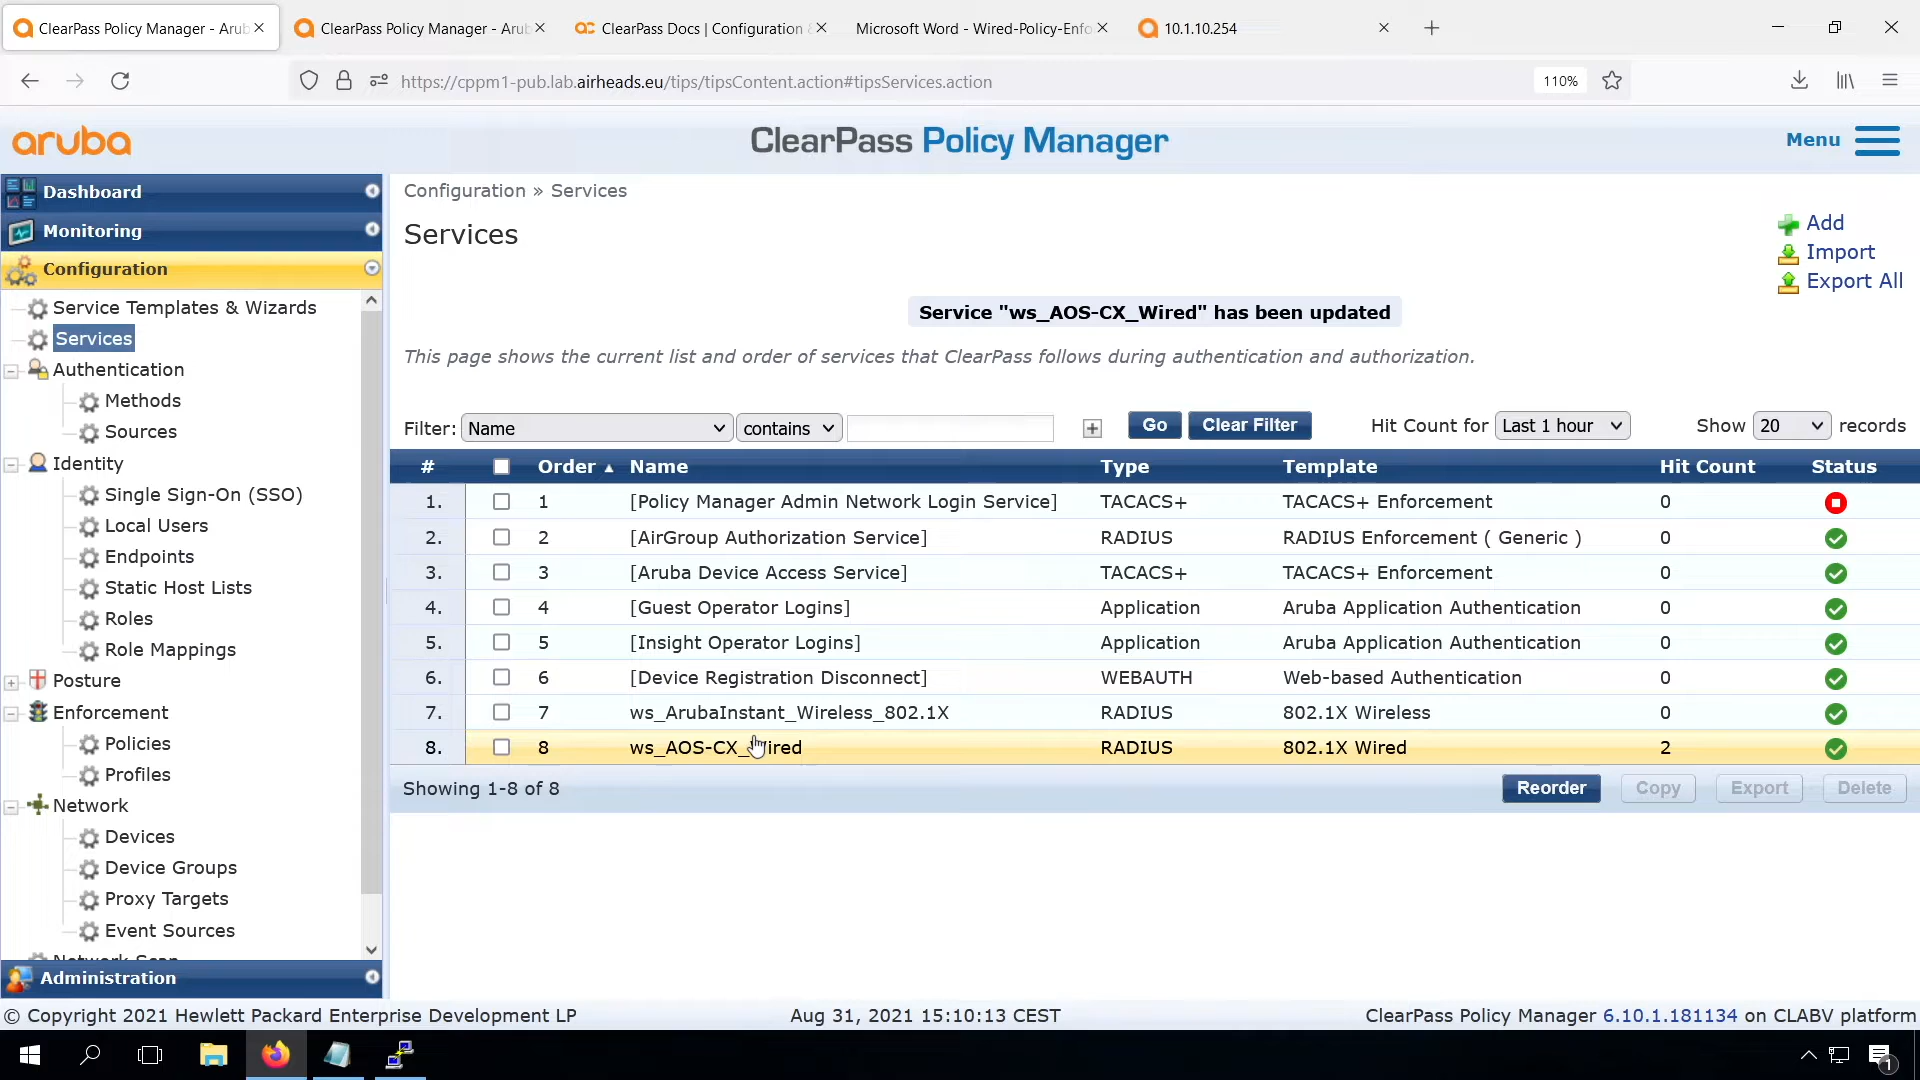 ClearPass Policy Manager - Arub
ClearPass Policy Manager - Arub
ClearPass Docs | Configuration &
Microsoft Word - Wired-Policy-Enfo
10.1.10.254
https://cppm1-pub.lab.airheads.eu/tips/tipsContent.action#tipsServices.action
110%
aruba
ClearPass Policy Manager
Menu
Dashboard
Monitoring
Configuration
Service Templates & Wizards
Services
Authentication
Methods
Sources
Identity
Single Sign-On (SSO)
Local Users
Endpoints
Static Host Lists
Roles
Role Mappings
Posture
Enforcement
Policies
Profiles
Network
Devices
Device Groups
Proxy Targets
Event Sources
Network Scan
Administration
Configuration » Services
Services
Add
Import
Export All
Service "ws_AOS-CX_Wired" has been updated
This page shows the current list and order of services that ClearPass follows during authentication and authorization.
Filter: Name contains Go Clear Filter Hit Count for Last 1 hour Show 20 records
# Order Name Type Template Hit Count Status
1. 1 [Policy Manager Admin Network Login Service] TACACS+ TACACS+ Enforcement 0
2. 2 [AirGroup Authorization Service] RADIUS RADIUS Enforcement ( Generic ) 0
3. 3 [Aruba Device Access Service] TACACS+ TACACS+ Enforcement 0
4. 4 [Guest Operator Logins] Application Aruba Application Authentication 0
5. 5 [Insight Operator Logins] Application Aruba Application Authentication 0
6. 6 [Device Registration Disconnect] WEBAUTH Web-based Authentication 0
7. 7 ws_ArubaInstant_Wireless_802.1X RADIUS 802.1X Wireless 0
8. 8 ws_AOS-CX_Wired RADIUS 802.1X Wired 2
Showing 1-8 of 8 Reorder Copy Export Delete
© Copyright 2021 Hewlett Packard Enterprise Development LP
Aug 31, 2021 15:10:13 CEST
ClearPass Policy Manager 6.10.1.181134 on CLABV platform
1